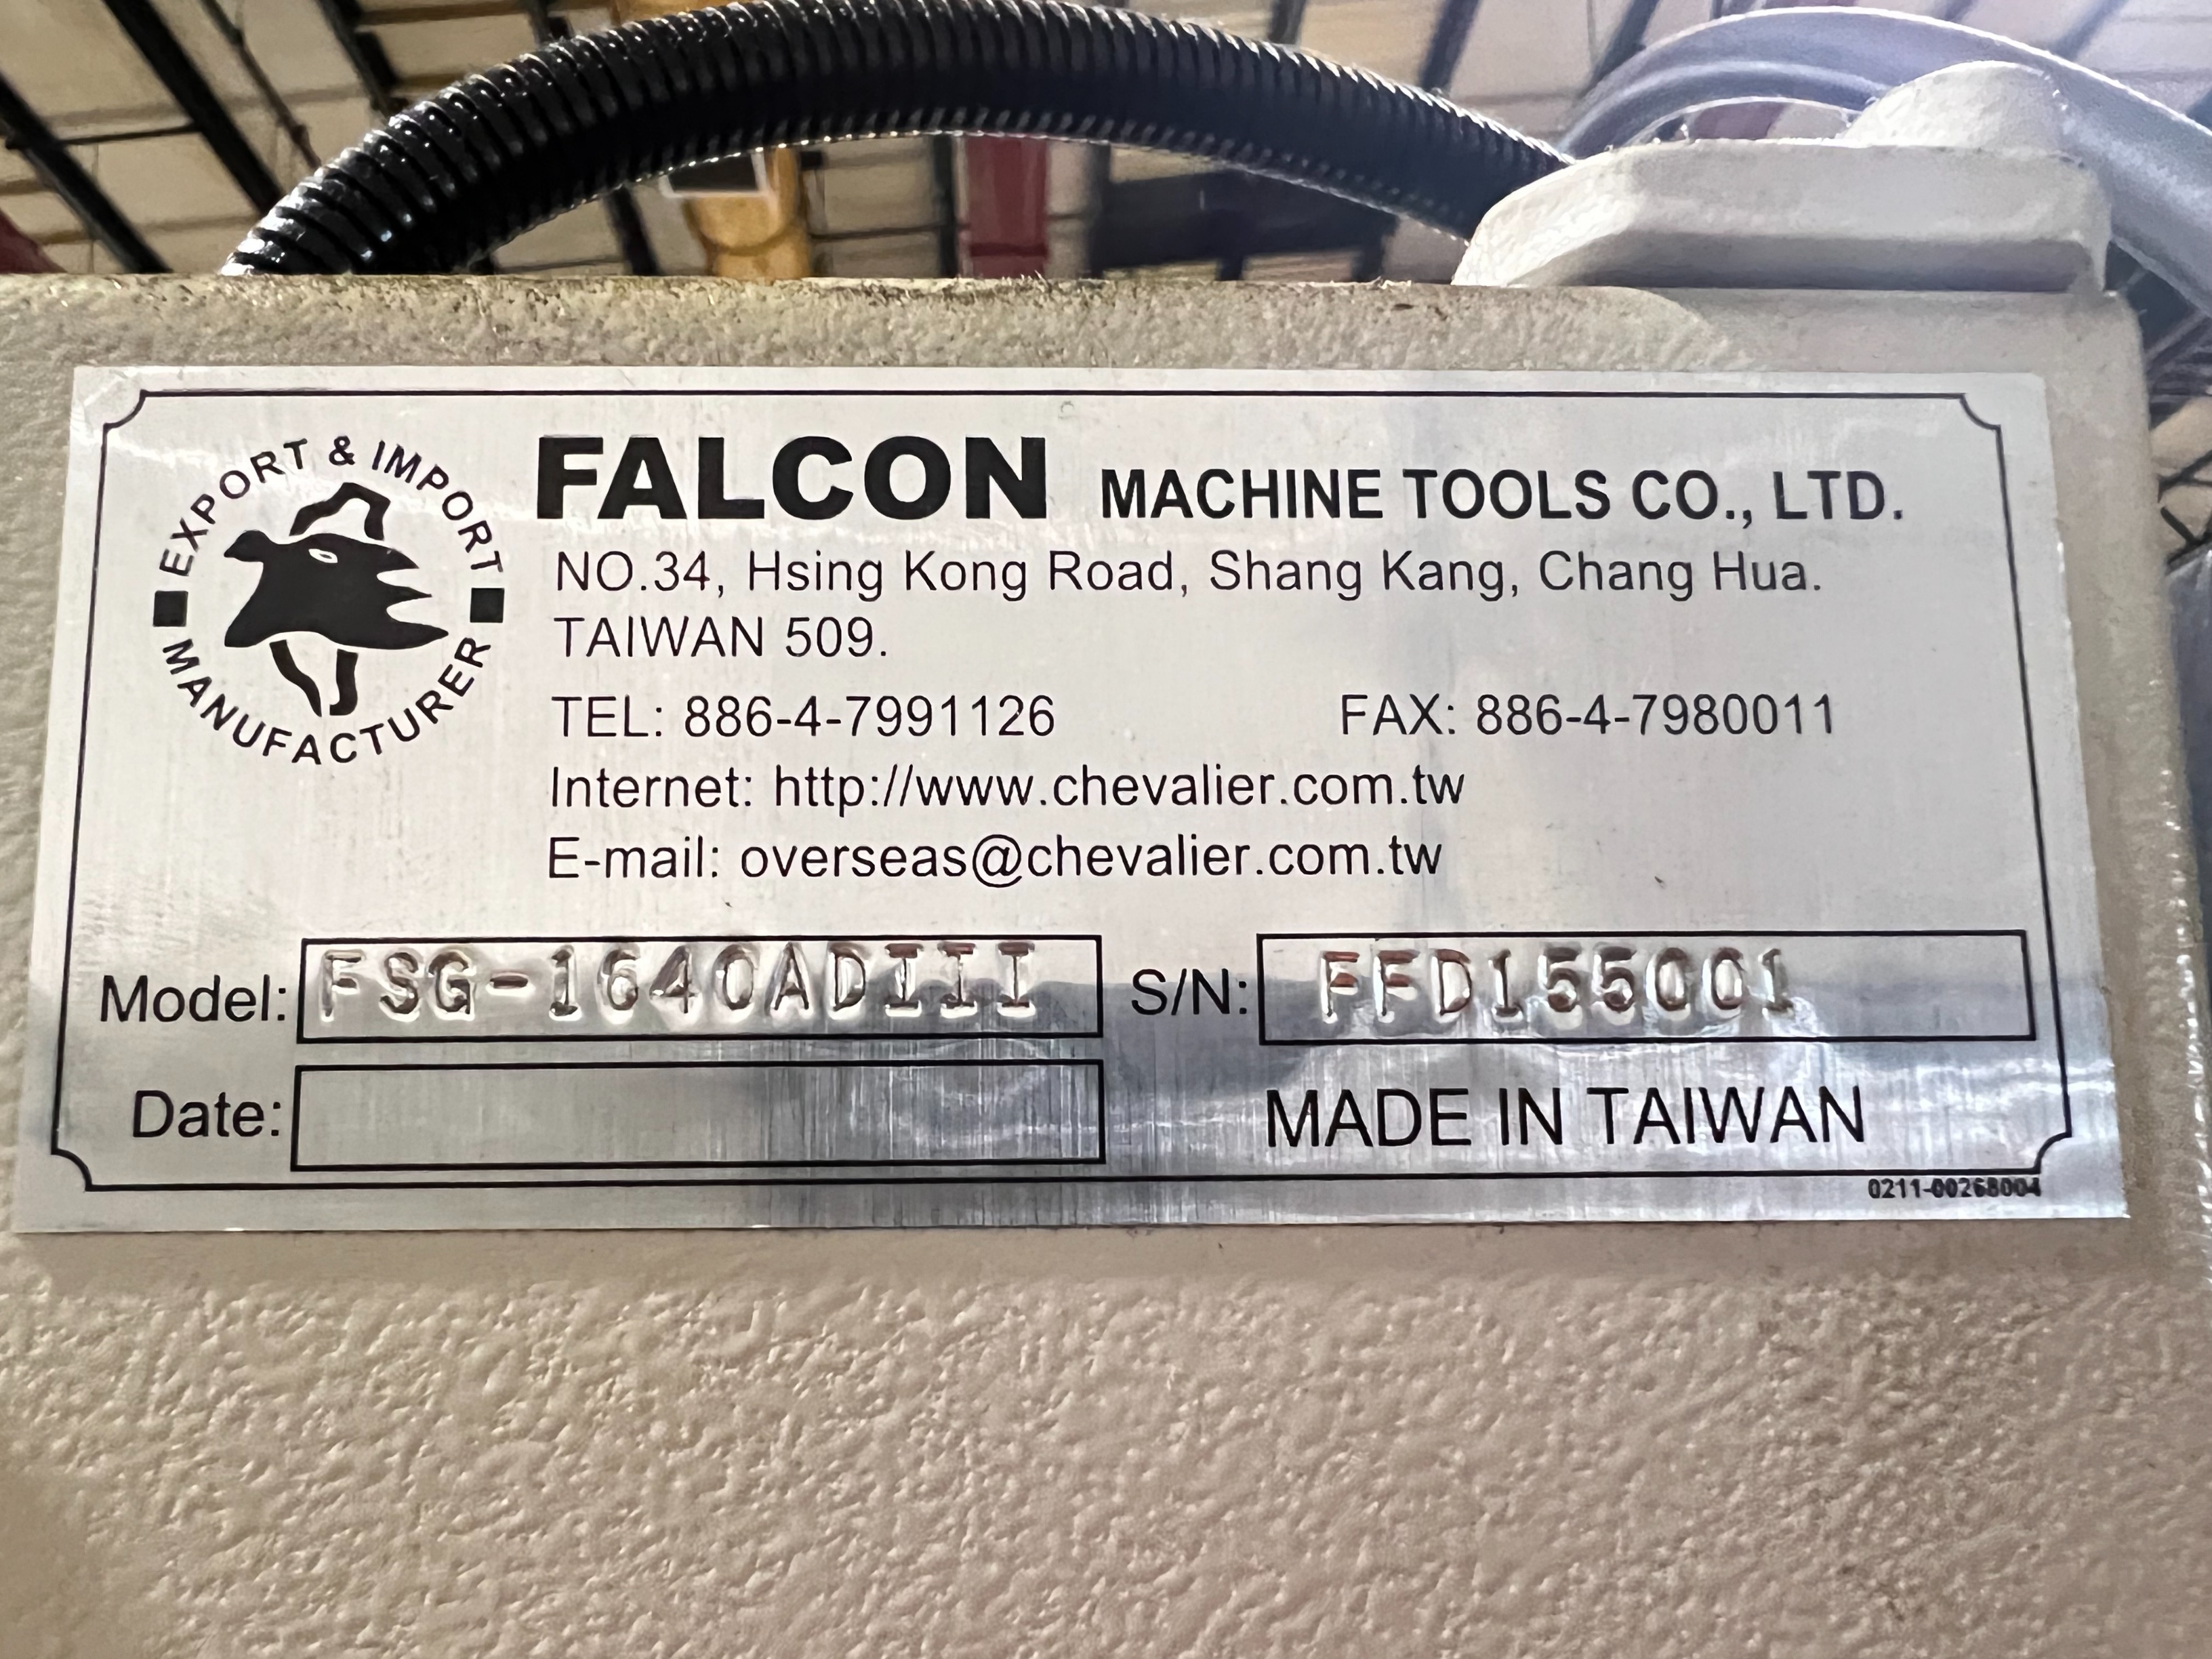 EXPORT & IMPORT
MANUFACTURER
FALCON MACHINE TOOLS CO., LTD.
NO.34, Hsing Kong Road, Shang Kang, Chang Hua.
TAIWAN 509.
TEL: 886-4-7991126 FAX: 886-4-7980011
Internet: http://www.chevalier.com.tw
E-mail: overseas@chevalier.com.tw
Model: FSG-1640ADIII S/N: FFD155001
Date: MADE IN TAIWAN
0211-00268004